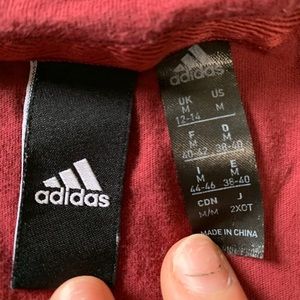 adidas
adidas
UK US
M M
12-14 M
F D
M M
40-42 38-40
I E
M M
44-46 38-40
CDN J
M/M 2XOT
MADE IN CHINA